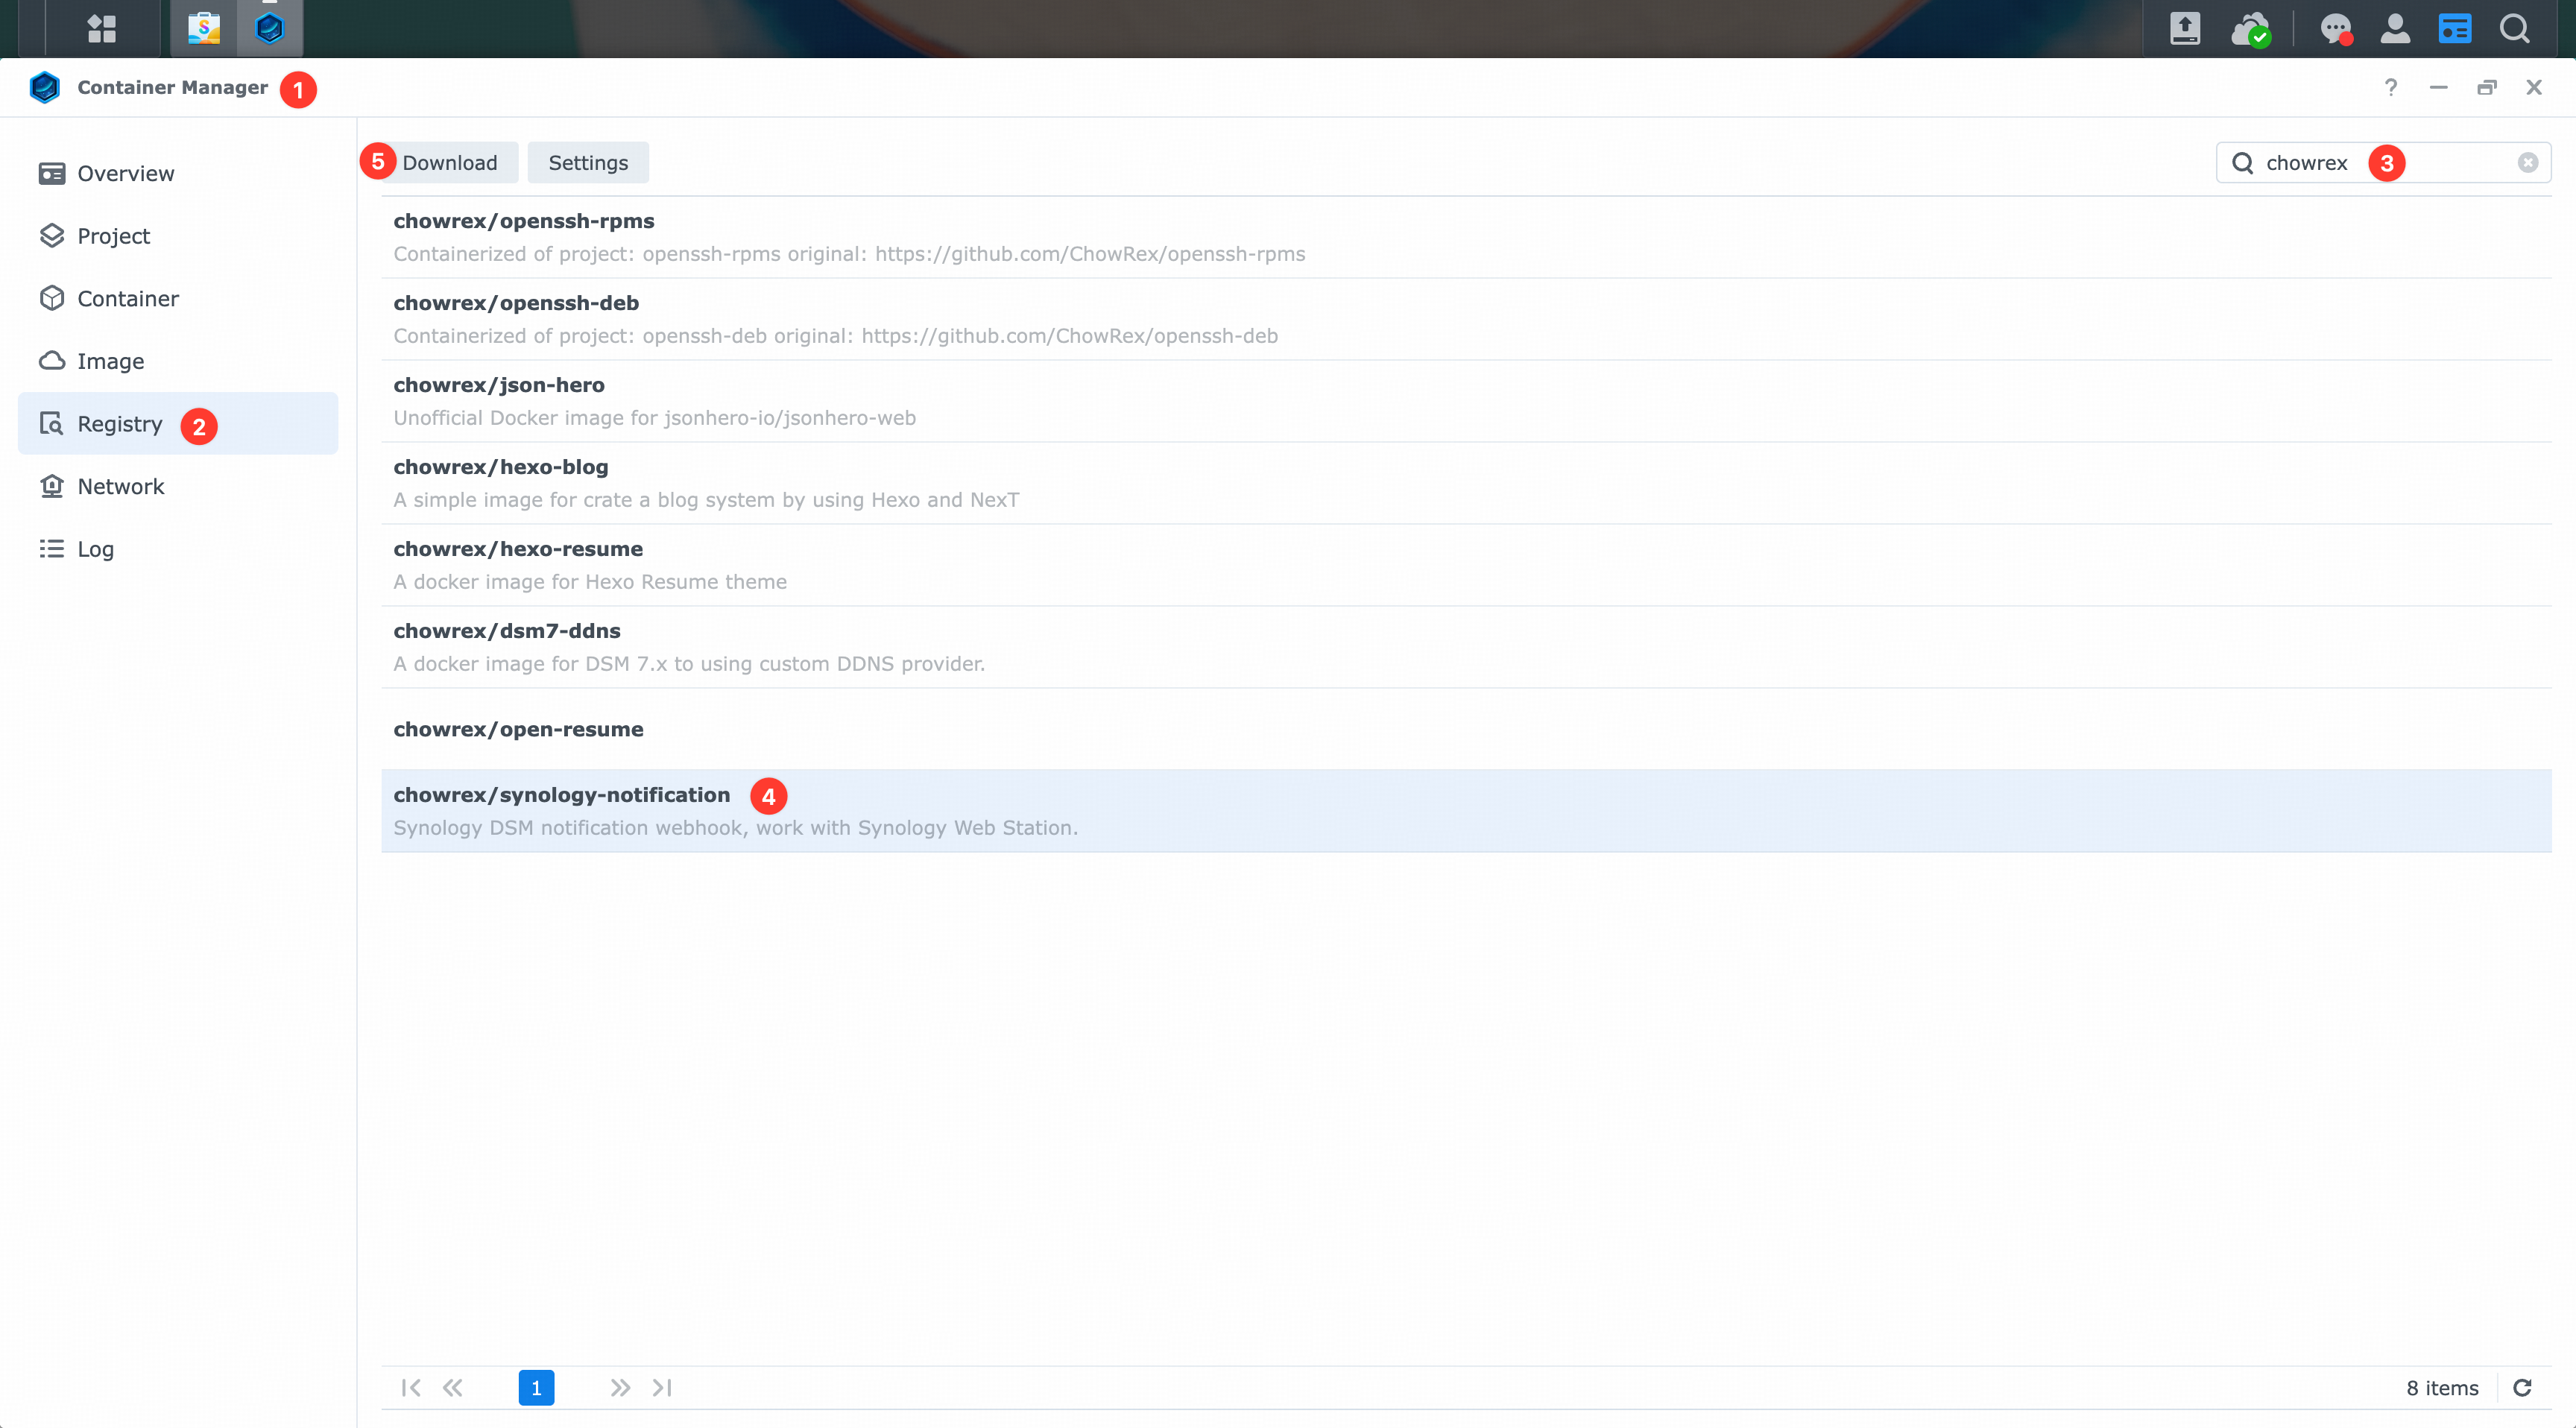 Container Manager 1
Overview
Project
Container
Image
Registry 2
Network
Log
5 Download Settings
chowrex 3
chowrex/openssh-rpms
Containerized of project: openssh-rpms original: https://github.com/ChowRex/openssh-rpms
chowrex/openssh-deb
Containerized of project: openssh-deb original: https://github.com/ChowRex/openssh-deb
chowrex/json-hero
Unofficial Docker image for jsonhero-io/jsonhero-web
chowrex/hexo-blog
A simple image for crate a blog system by using Hexo and NexT
chowrex/hexo-resume
A docker image for Hexo Resume theme
chowrex/dsm7-ddns
A docker image for DSM 7.x to using custom DDNS provider.
chowrex/open-resume
chowrex/synology-notification 4
Synology DSM notification webhook, work with Synology Web Station.
1
8 items